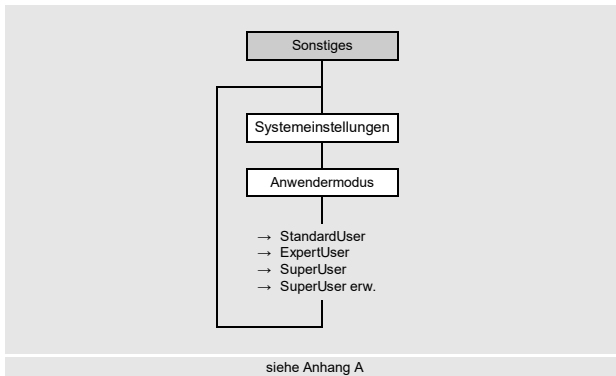 Sonstiges
Systemeinstellungen
Anwendermodus
→ StandardUser
→ ExpertUser
→ SuperUser
→ SuperUser erw.
siehe Anhang A